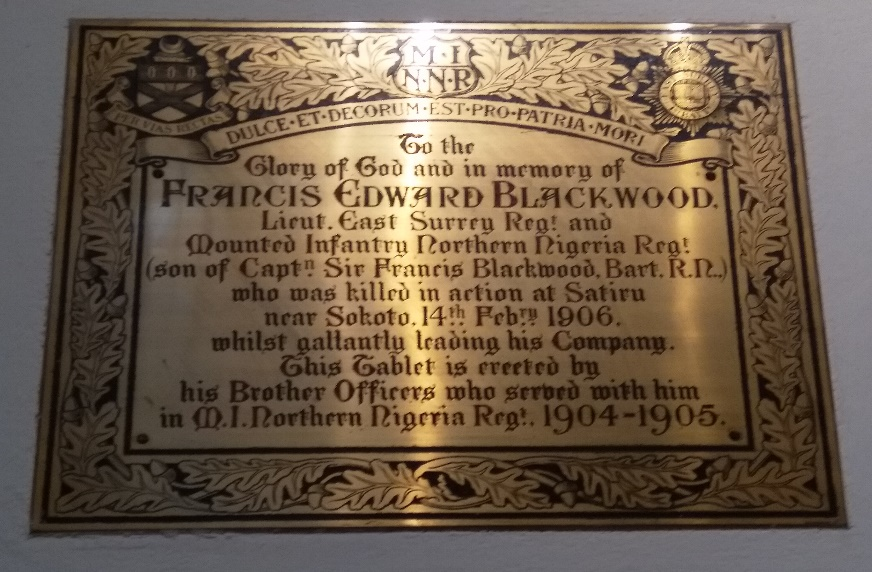 M·I
N·N·R
PER VIAS RECTAS
DULCE·ET·DECORUM·EST·PRO·PATRIA·MORI
To the
Glory of God and in memory of
FRANCIS EDWARD BLACKWOOD,
Lieut. East Surrey Regt. and
Mounted Infantry Northern Nigeria Regt.
(son of Captn. Sir Francis Blackwood, Bart. R.N.,)
who was killed in action at Satiru
near Sokoto, 14th. Febry. 1906.
whilst gallantly leading his Company.
This Tablet is erected by
his Brother Officers who served with him
in M.I. Northern Nigeria Regt. 1904-1905.